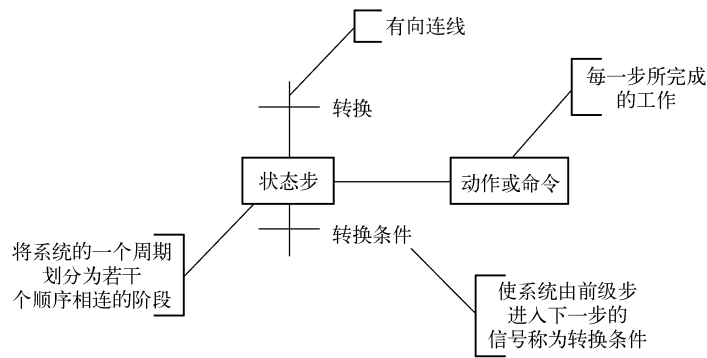 有向连线
每一步所完成
的工作
转换
状态步
动作或命令
转换条件
将系统的一个周期
划分为若干
个顺序相连的阶段
使系统由前级步
进入下一步的
信号称为转换条件